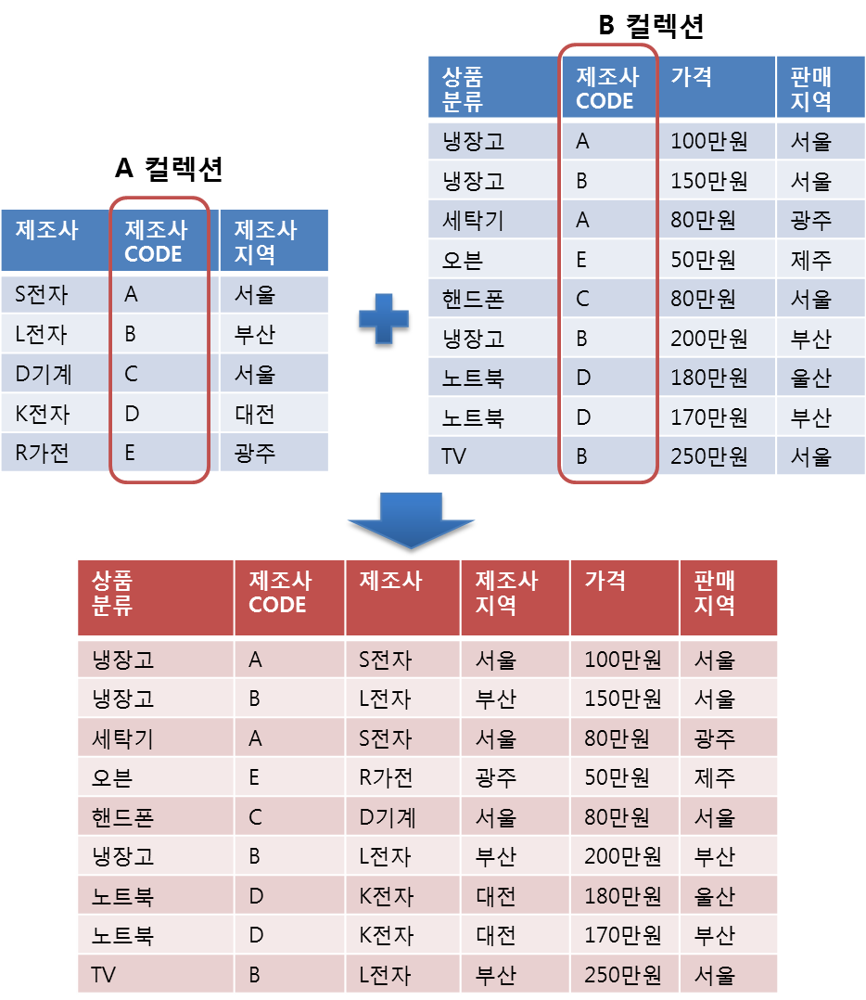 B 컬렉션
상품 분류 제조사 CODE 가격 판매 지역
냉장고 A 100만원 서울
냉장고 B 150만원 서울
세탁기 A 80만원 광주
오븐 E 50만원 제주
핸드폰 C 80만원 서울
냉장고 B 200만원 부산
노트북 D 180만원 울산
노트북 D 170만원 부산
TV B 250만원 서울
A 컬렉션
제조사 제조사 CODE 제조사 지역
S전자 A 서울
L전자 B 부산
D기계 C 서울
K전자 D 대전
R가전 E 광주
상품 분류 제조사 CODE 제조사 제조사 지역 가격 판매 지역
냉장고 A S전자 서울 100만원 서울
냉장고 B L전자 부산 150만원 서울
세탁기 A S전자 서울 80만원 광주
오븐 E R가전 광주 50만원 제주
핸드폰 C D기계 서울 80만원 서울
냉장고 B L전자 부산 200만원 부산
노트북 D K전자 대전 180만원 울산
노트북 D K전자 대전 170만원 부산
TV B L전자 부산 250만원 서울